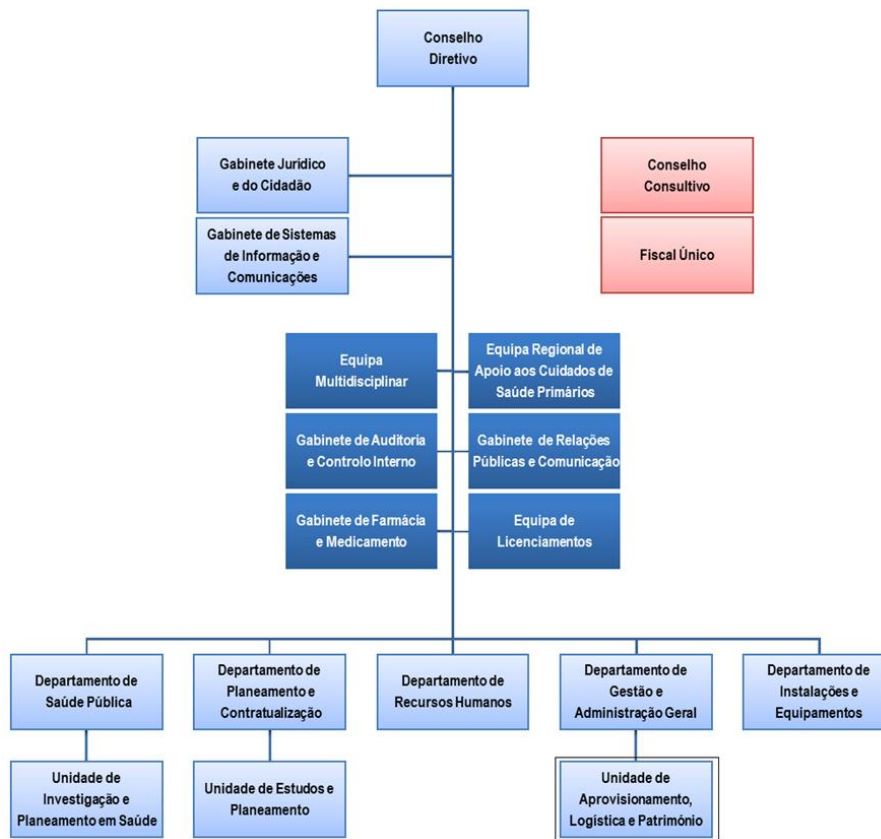 Conselho
Diretivo
Gabinete Jurídico
e do Cidadão
Conselho
Consultivo
Gabinete de Sistemas
de Informação e
Comunicações
Fiscal Único
Equipa
Multidisciplinar
Equipa Regional de
Apoio aos Cuidados de
Saúde Primários
Gabinete de Auditoria
e Controlo Interno
Gabinete de Relações
Públicas e Comunicação
Gabinete de Farmácia
e Medicamento
Equipa de
Licenciamentos
Departamento de
Saúde Pública
Departamento de
Planeamento e
Contratualização
Departamento de
Recursos Humanos
Departamento de
Gestão e
Administração Geral
Departamento de
Instalações e
Equipamentos
Unidade de
Investigação e
Planeamento em Saúde
Unidade de Estudos e
Planeamento
Unidade de
Aprovisionamento,
Logística e Património